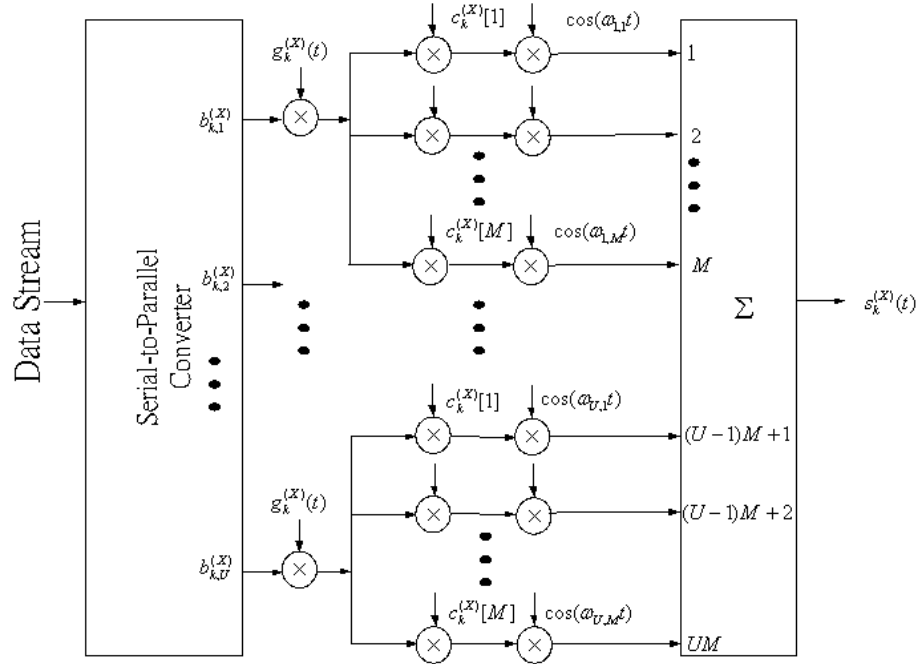 c_k^{(X)}[1] cos(ω_{1,1}t)
g_k^{(X)}(t)
1
b_{k,1}^{(X)}
2
c_k^{(X)}[M] cos(ω_{1,M}t)
M
b_{k,2}^{(X)}
Data Stream
Serial-to-Parallel
Converter
Σ
s_k^{(X)}(t)
c_k^{(X)}[1] cos(ω_{U,1}t)
(U-1)M+1
g_k^{(X)}(t)
(U-1)M+2
b_{k,U}^{(X)}
c_k^{(X)}[M] cos(ω_{U,M}t)
UM